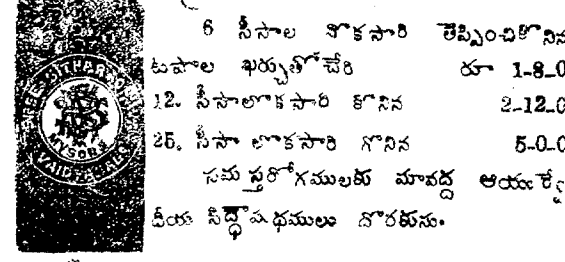 6 సీసాల నొకసారి తెప్పించికొనిన
టపాల ఖర్చుతోచేరి రూ 1-8-0
12. సీసాలొకసారి కొనిన 2-12-0
25. సీసా లొకసారి గొనిన 5-0-0
సమస్తరోగములకు మావద్ద ఆయుర్వే
దీయ సిద్ధౌషధములు దొరకును.
MYSORE